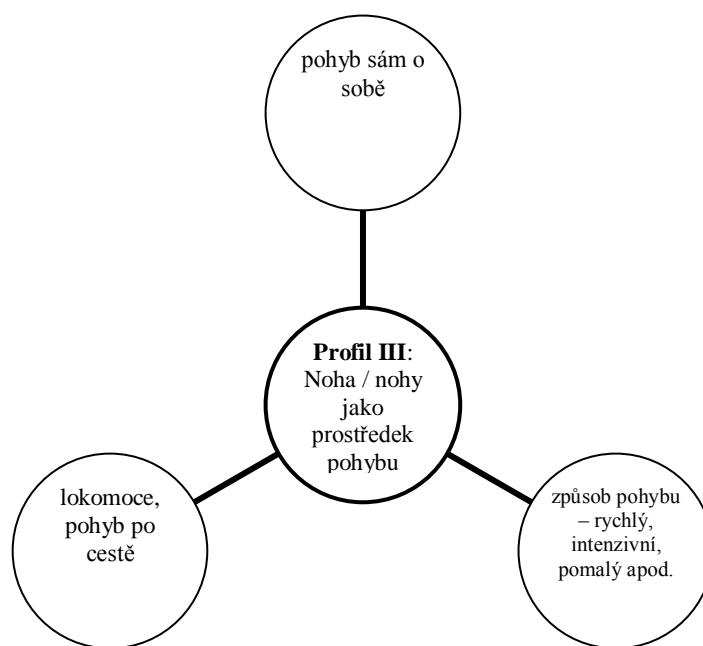 pohyb sám o
sobě
Profil III:
Noha / nohy
jako
prostředek
pohybu
lokomoce,
pohyb po
cestě
způsob pohybu
– rychlý,
intenzivní,
pomalý apod.